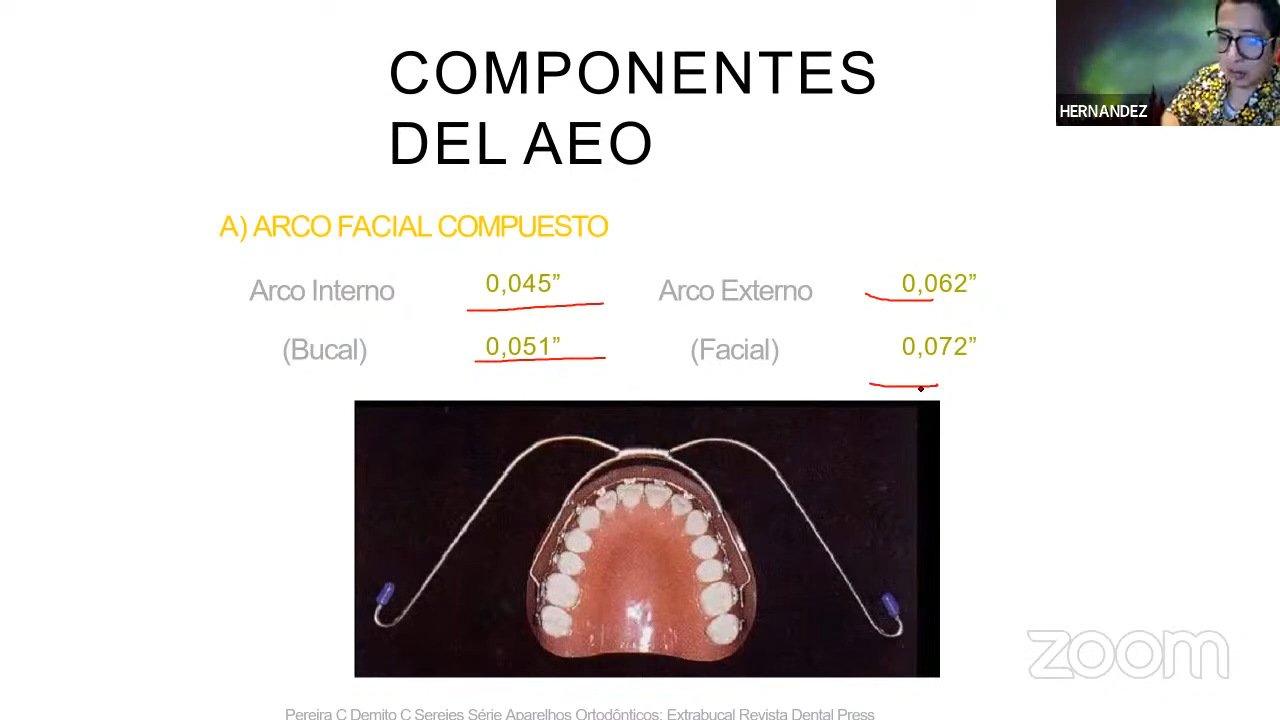 COMPONENTES
DEL AEO
HERNANDEZ
A) ARCO FACIAL COMPUESTO
Arco Interno 0,045” Arco Externo 0,062”
(Bucal) 0,051” (Facial) 0,072”
zoom
Pereira C Demito C Serejes Série Aparelhos Ortodônticos: Extrabucal Revista Dental Press